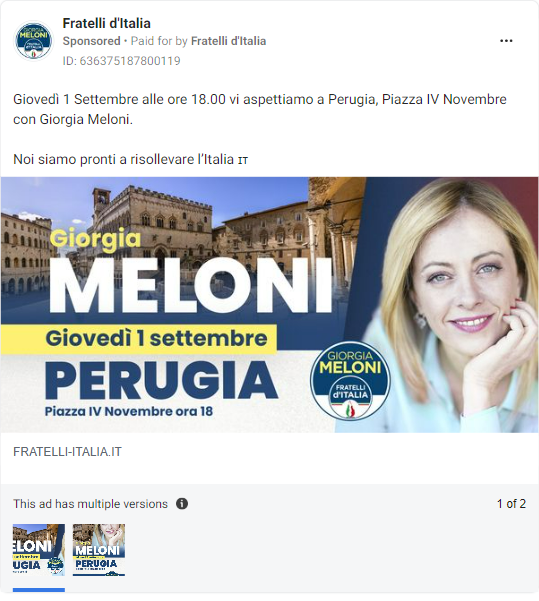 Fratelli d'Italia
Sponsored • Paid for by Fratelli d'Italia
ID: 636375187800119
Giovedì 1 Settembre alle ore 18.00 vi aspettiamo a Perugia, Piazza IV Novembre
con Giorgia Meloni.
Noi siamo pronti a risollevare l’Italia IT
Giorgia
MELONI
Giovedì 1 settembre
PERUGIA
Piazza IV Novembre ora 18
GIORGIA
MELONI
FRATELLI
d'ITALIA
FRATELLI-ITALIA.IT
This ad has multiple versions
1 of 2
MELONI
UGIA
Giorgia
MELONI
PERUGIA